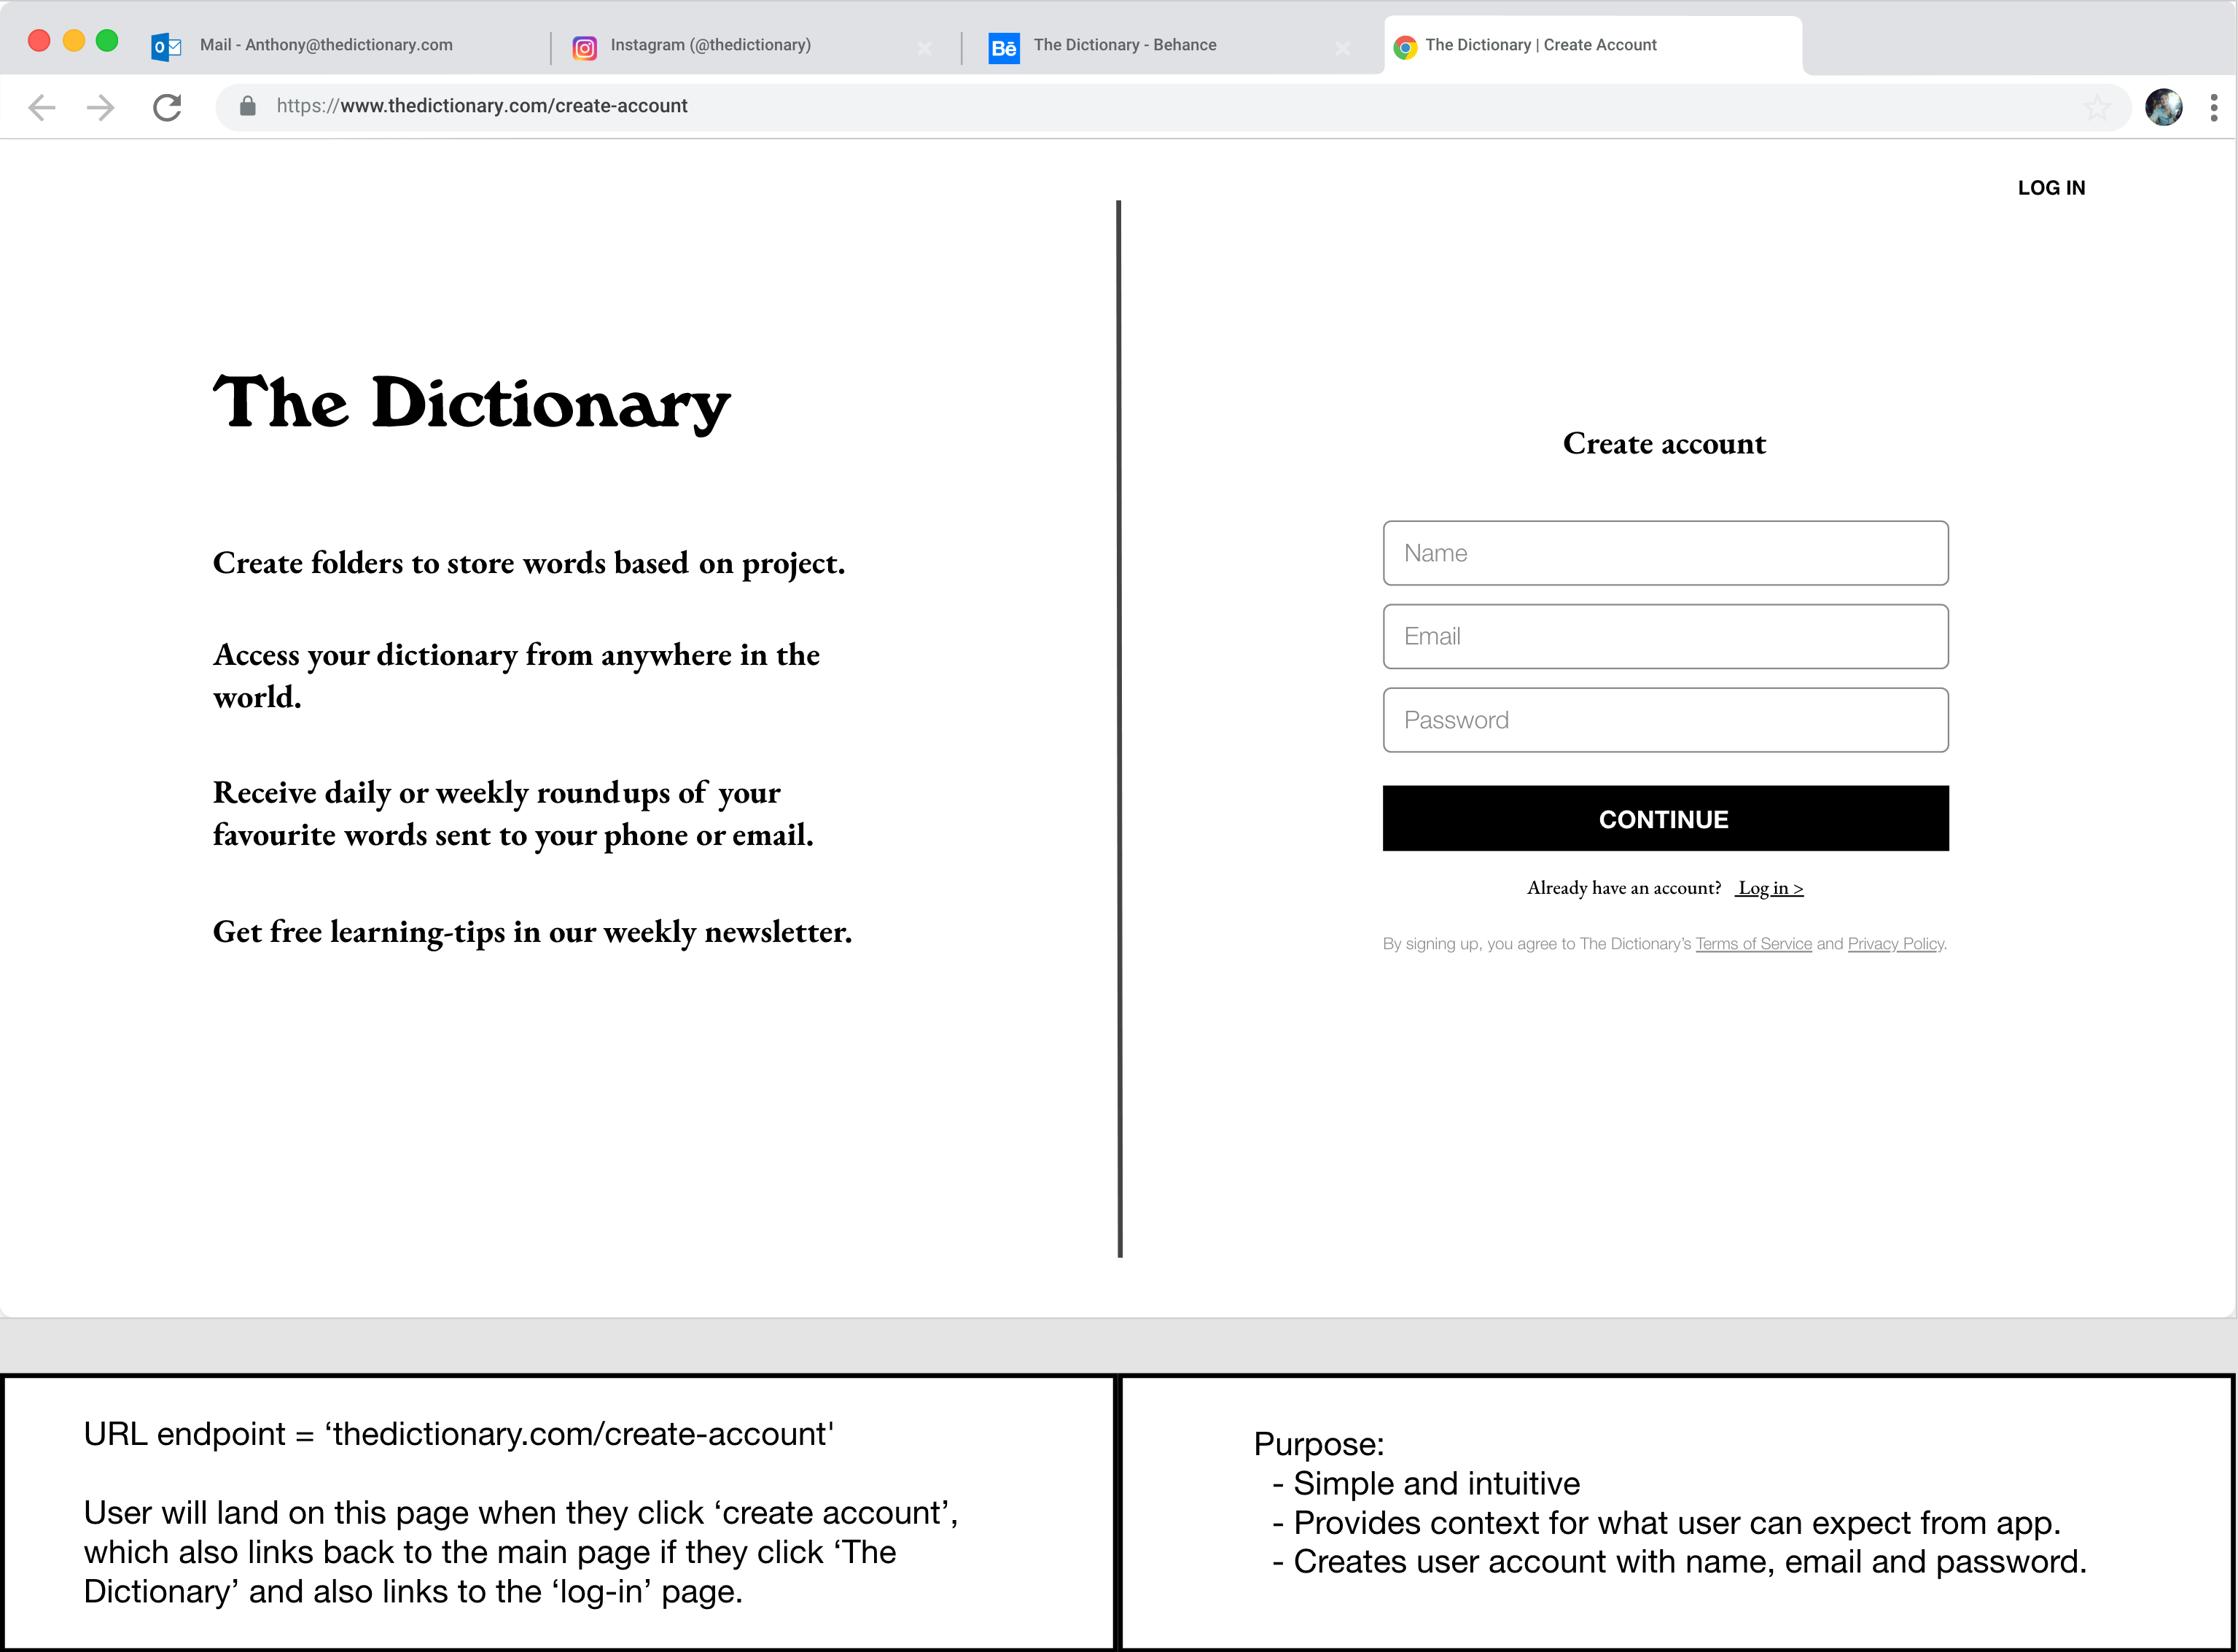 Mail - Anthony@thedictionary.com
Instagram (@thedictionary)
Bē
The Dictionary - Behance
The Dictionary | Create Account
https://www.thedictionary.com/create-account
LOG IN
The Dictionary
Create folders to store words based on project.
Access your dictionary from anywhere in the
world.
Receive daily or weekly roundups of your
favourite words sent to your phone or email.
Get free learning-tips in our weekly newsletter.
Create account
Name
Email
Password
CONTINUE
Already have an account? Log in >
By signing up, you agree to The Dictionary’s Terms of Service and Privacy Policy.
URL endpoint = ‘thedictionary.com/create-account'
User will land on this page when they click ‘create account’,
which also links back to the main page if they click ‘The
Dictionary’ and also links to the ‘log-in’ page.
Purpose:
- Simple and intuitive
- Provides context for what user can expect from app.
- Creates user account with name, email and password.